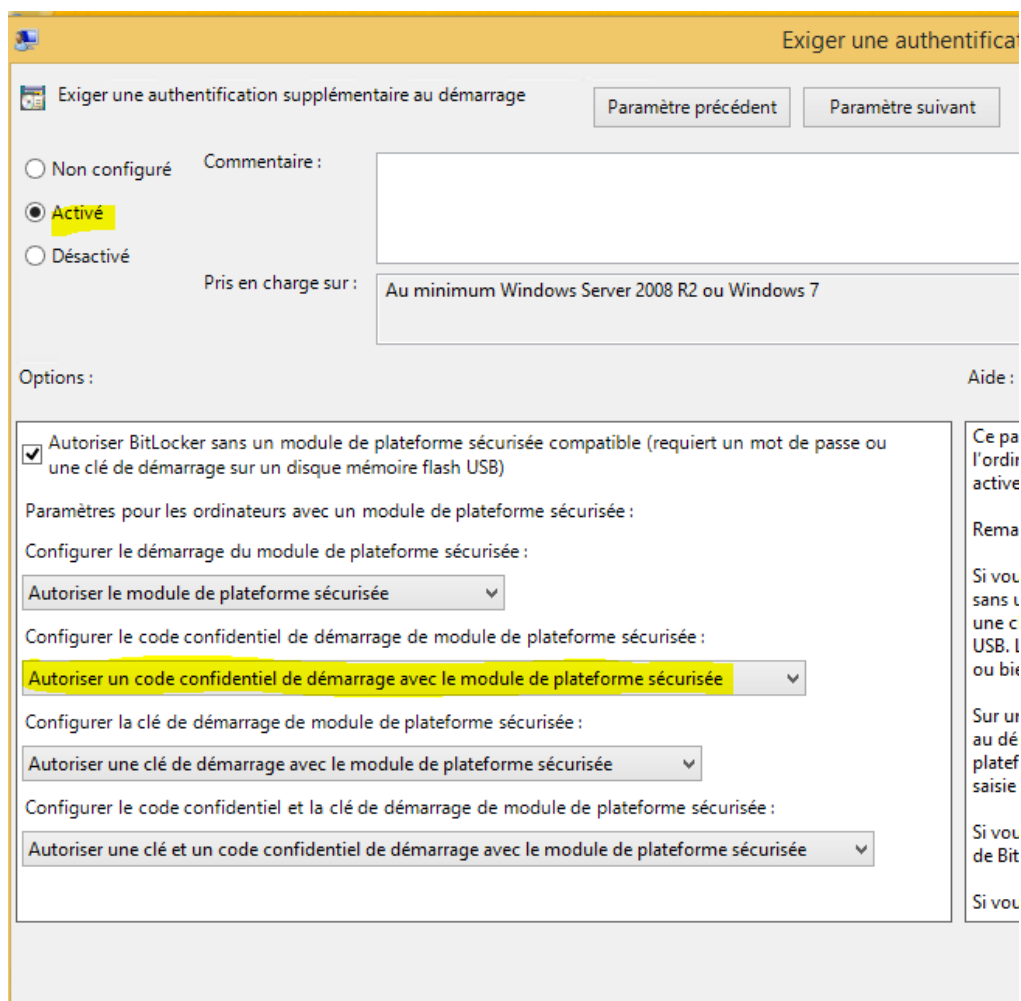 Exiger une authentificat
Exiger une authentification supplémentaire au démarrage
Paramètre précédent
Paramètre suivant
Non configuré
Commentaire :
Activé
Désactivé
Pris en charge sur :
Au minimum Windows Server 2008 R2 ou Windows 7
Options :
Aide :
Autoriser BitLocker sans un module de plateforme sécurisée compatible (requiert un mot de passe ou
une clé de démarrage sur un disque mémoire flash USB)
Paramètres pour les ordinateurs avec un module de plateforme sécurisée :
Configurer le démarrage du module de plateforme sécurisée :
Autoriser le module de plateforme sécurisée
Configurer le code confidentiel de démarrage de module de plateforme sécurisée :
Autoriser un code confidentiel de démarrage avec le module de plateforme sécurisée
Configurer la clé de démarrage de module de plateforme sécurisée :
Autoriser une clé de démarrage avec le module de plateforme sécurisée
Configurer le code confidentiel et la clé de démarrage de module de plateforme sécurisée :
Autoriser une clé et un code confidentiel de démarrage avec le module de plateforme sécurisée
Ce pa
l'ordin
active
Rema
Si vou
sans u
une c
USB. L
ou bie
Sur un
au dé
platef
saisie
Si vou
de Bit
Si vou